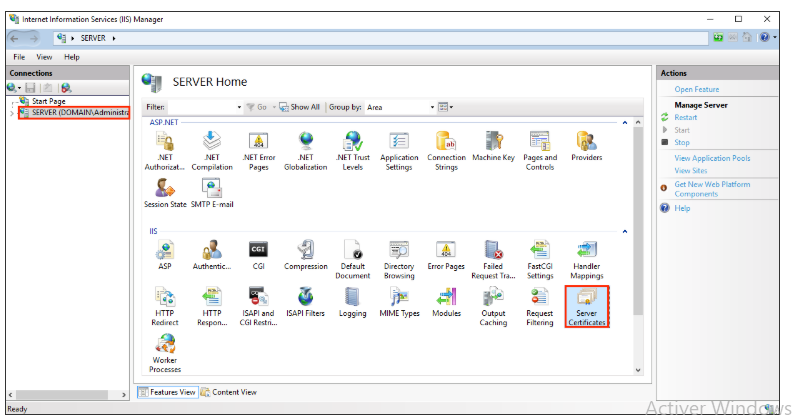 Internet Information Services (IIS) Manager
SERVER
File View Help
Connections
Start Page
SERVER (DOMAIN\Administra
SERVER Home
Filter: Go Show All Group by: Area
ASP.NET
.NET Authorizat...
.NET Compilation
.NET Error Pages
.NET Globalization
.NET Trust Levels
Application Settings
Connection Strings
Machine Key
Pages and Controls
Providers
Session State
SMTP E-mail
IIS
ASP
Authentic...
CGI
Compression
Default Document
Directory Browsing
Error Pages
Failed Request Tra...
FastCGI Settings
Handler Mappings
HTTP Redirect
HTTP Respon...
ISAPI and CGI Restri...
ISAPI Filters
Logging
MIME Types
Modules
Output Caching
Request Filtering
Server Certificates
Worker Processes
Features View Content View
Actions
Open Feature
Manage Server
Restart
Start
Stop
View Application Pools
View Sites
Get New Web Platform
Components
Help
Ready
Activer Windows